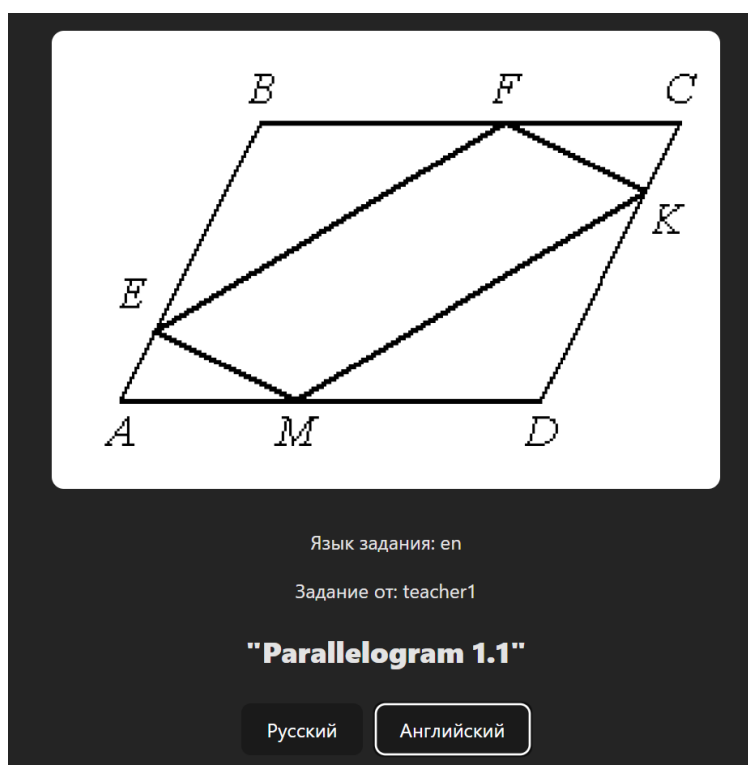 B F C
K
E
A M D
Язык задания: en
Задание от: teacher1
"Parallelogram 1.1"
Русский Английский